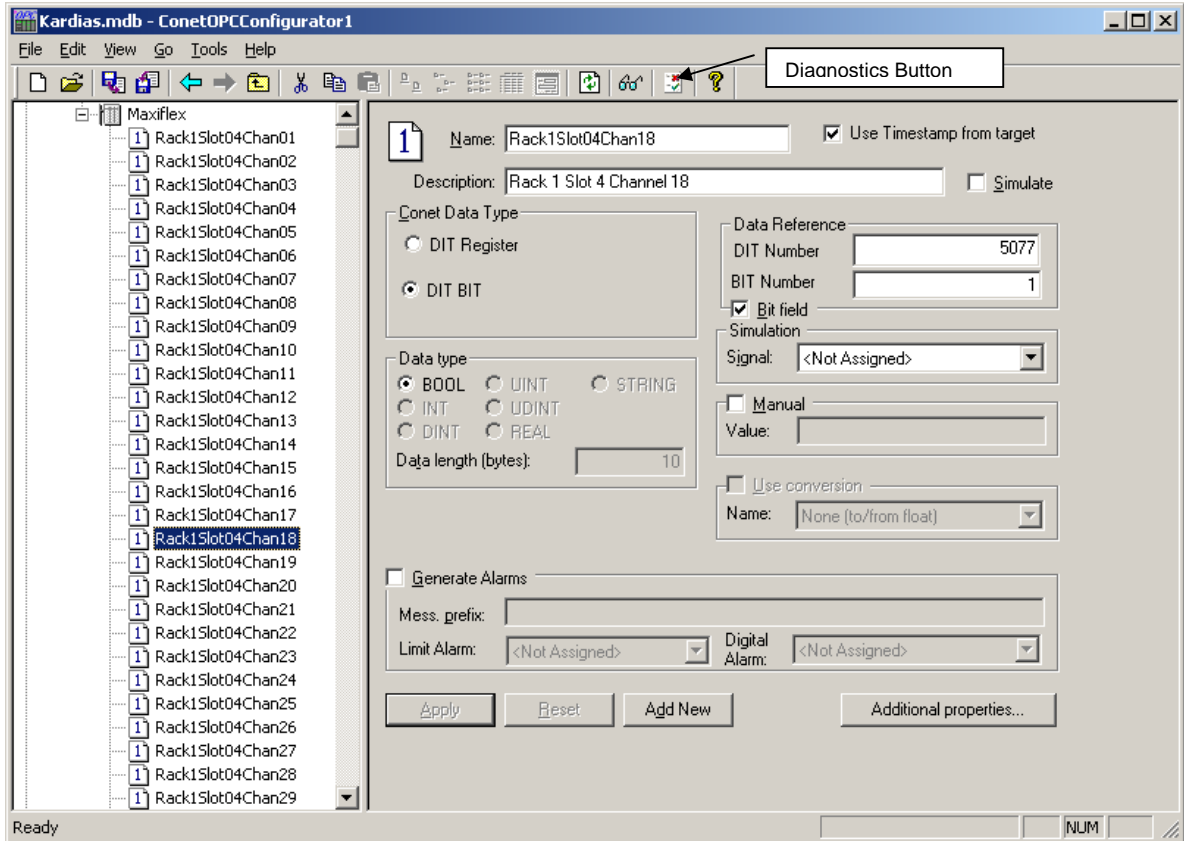 Kardias.mdb - ConetOPCConfigurator1
File Edit View Go Tools Help
Diagnostics Button
Maxiflex
Rack1Slot04Chan01
Rack1Slot04Chan02
Rack1Slot04Chan03
Rack1Slot04Chan04
Rack1Slot04Chan05
Rack1Slot04Chan06
Rack1Slot04Chan07
Rack1Slot04Chan08
Rack1Slot04Chan09
Rack1Slot04Chan10
Rack1Slot04Chan11
Rack1Slot04Chan12
Rack1Slot04Chan13
Rack1Slot04Chan14
Rack1Slot04Chan15
Rack1Slot04Chan16
Rack1Slot04Chan17
Rack1Slot04Chan18
Rack1Slot04Chan19
Rack1Slot04Chan20
Rack1Slot04Chan21
Rack1Slot04Chan22
Rack1Slot04Chan23
Rack1Slot04Chan24
Rack1Slot04Chan25
Rack1Slot04Chan26
Rack1Slot04Chan27
Rack1Slot04Chan28
Rack1Slot04Chan29
Name: Rack1Slot04Chan18 Use Timestamp from target
Description: Rack 1 Slot 4 Channel 18 Simulate
Conet Data Type
DIT Register
DIT BIT
Data Reference
DIT Number 5077
BIT Number 1
Bit field
Simulation
Signal: <Not Assigned>
Data type
BOOL UINT STRING
INT UDINT
DINT REAL
Data length (bytes): 10
Manual
Value:
Use conversion
Name: None (to/from float)
Generate Alarms
Mess. prefix:
Limit Alarm: <Not Assigned> Digital Alarm: <Not Assigned>
Apply Reset Add New Additional properties...
Ready NUM